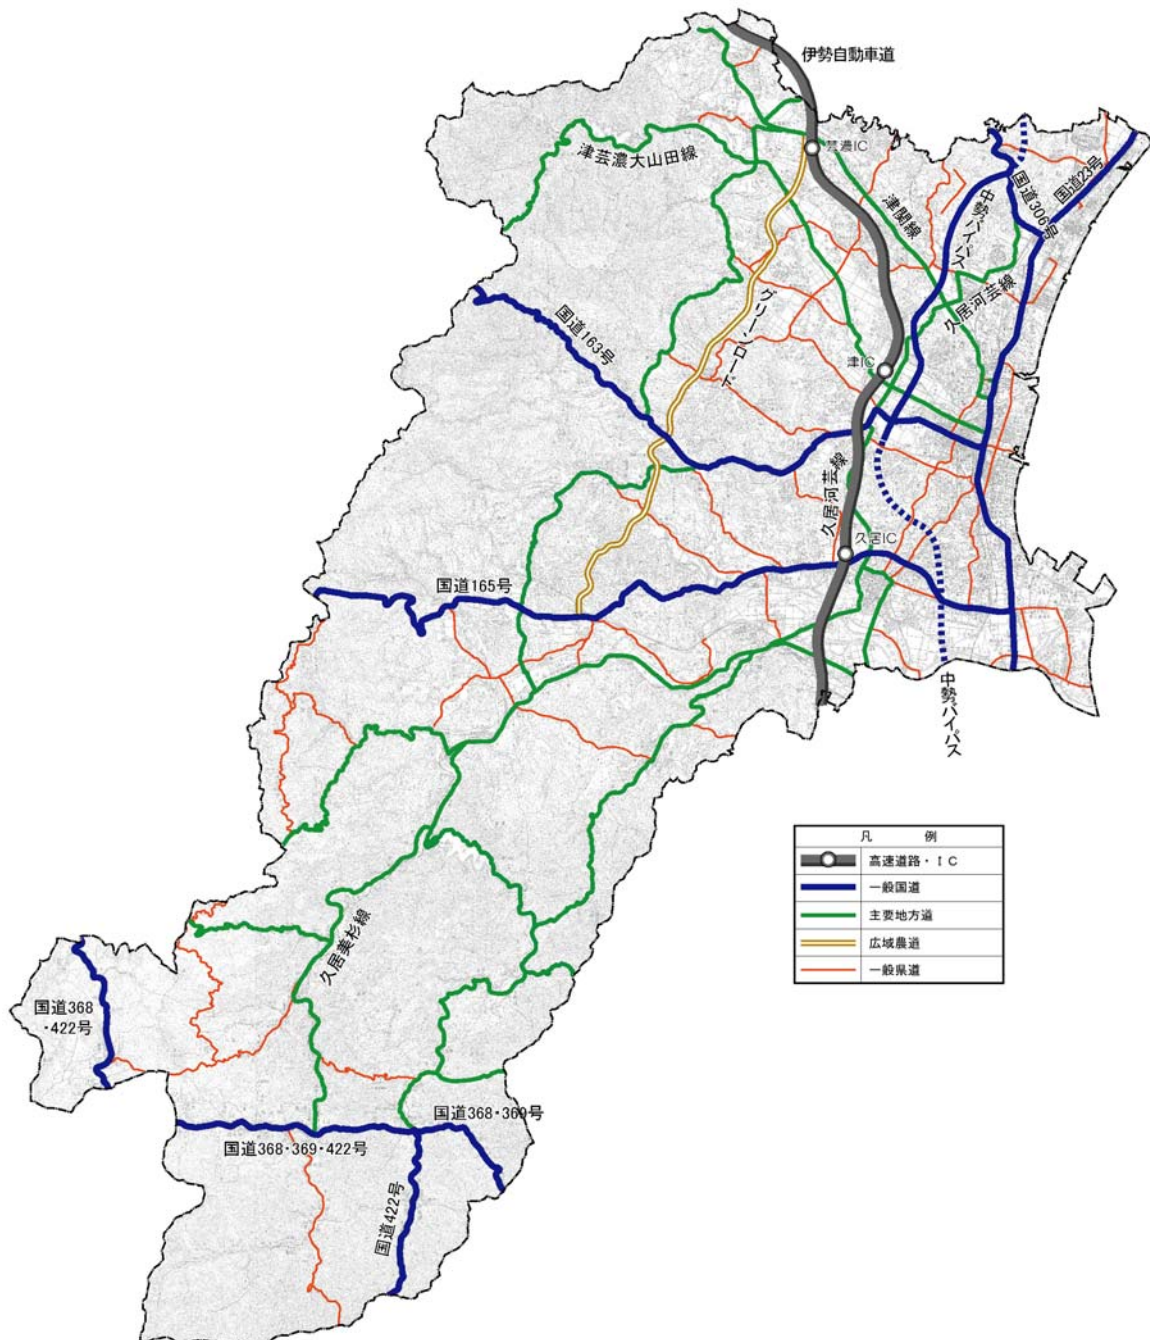 伊勢自動車道
芸濃IC
津芸濃大山田線
国道23号
国道306号
津関線
中勢バイパス
久居河芸線
グリーンロード
国道163号
津IC
久居河芸線
久居IC
国道165号
中勢バイパス
凡 例
高速道路・IC
一般国道
主要地方道
広域農道
一般県道
久居美杉線
国道368
・422号
国道368・369号
国道368・369・422号
国道422号